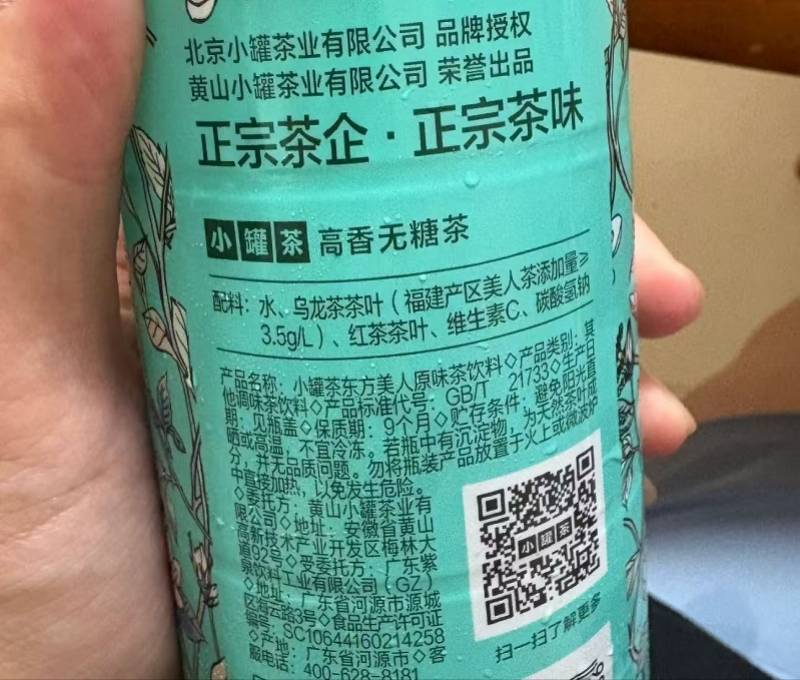 北京小罐茶业有限公司 品牌授权
黄山小罐茶业有限公司 荣誉出品
正宗茶企·正宗茶味
小罐茶 高香无糖茶
配料：水、乌龙茶茶叶（福建产区美人茶添加量≥
3.5g/L）、红茶茶叶、维生素C、碳酸氢钠
产品名称：小罐茶东方美人原味茶饮料◇产品类别：其
他调味茶饮料◇产品标准代号：GB/T 21733◇生产日
期：见瓶盖◇保质期：9个月◇贮存条件：避免阳光直
晒或高温，不宜冷冻。若瓶中有沉淀物，为天然茶叶成
分，并无品质问题。勿将瓶装产品放置于火上或微波炉
中直接加热，以免发生危险。
◇委托方：黄山小罐茶业有
限公司◇地址：安徽省黄山
高新技术产业开发区梅林大
道92号◇受委托方：广东紫
泉饮料工业有限公司（GZ）
◇地址：广东省河源市源城
区海云路3号◇食品生产许可证
编号：SC10644160214258
◇产地：广东省河源市◇客
服电话：400-628-8181
小罐茶
扫一扫了解更多